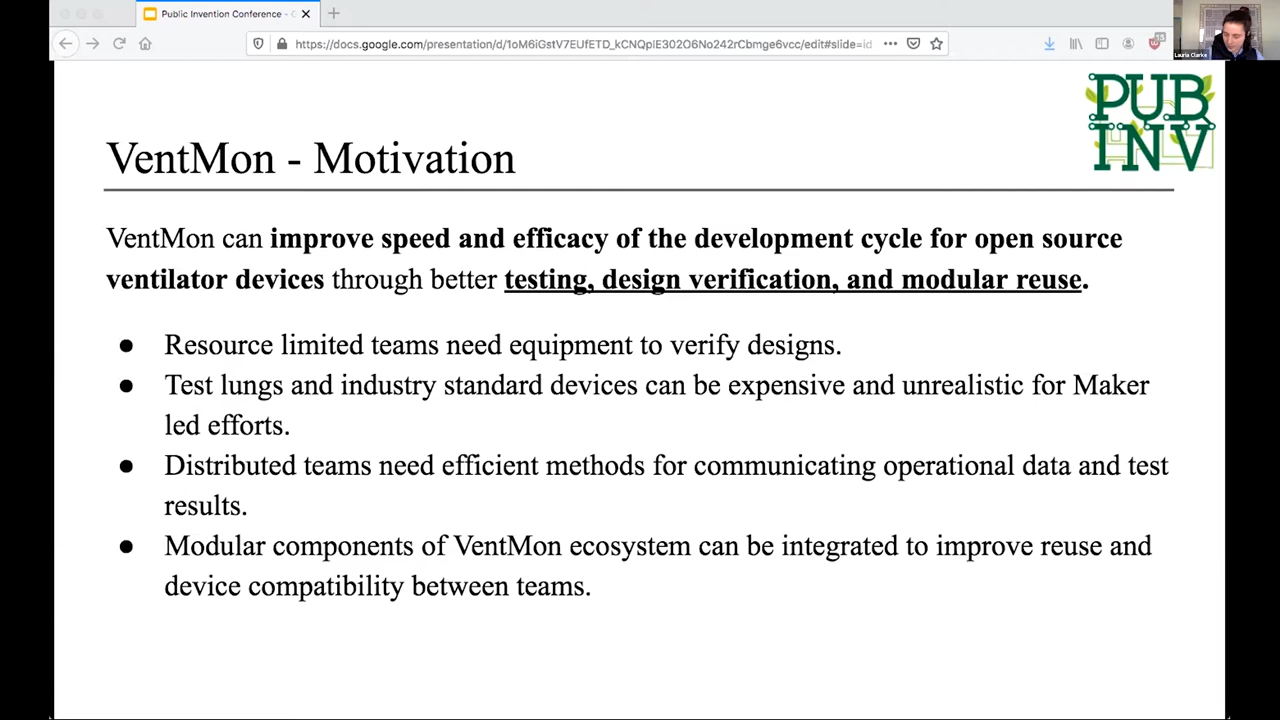 Public Invention Conference -
https://docs.google.com/presentation/d/1oM6iGstV7EUfETD_kCNQpiE302O6No242rCbmge6vcc/edit#slide=id
Lauria Clarke
PUB
INV
VentMon - Motivation
VentMon can improve speed and efficacy of the development cycle for open source
ventilator devices through better testing, design verification, and modular reuse.
● Resource limited teams need equipment to verify designs.
● Test lungs and industry standard devices can be expensive and unrealistic for Maker
led efforts.
● Distributed teams need efficient methods for communicating operational data and test
results.
● Modular components of VentMon ecosystem can be integrated to improve reuse and
device compatibility between teams.